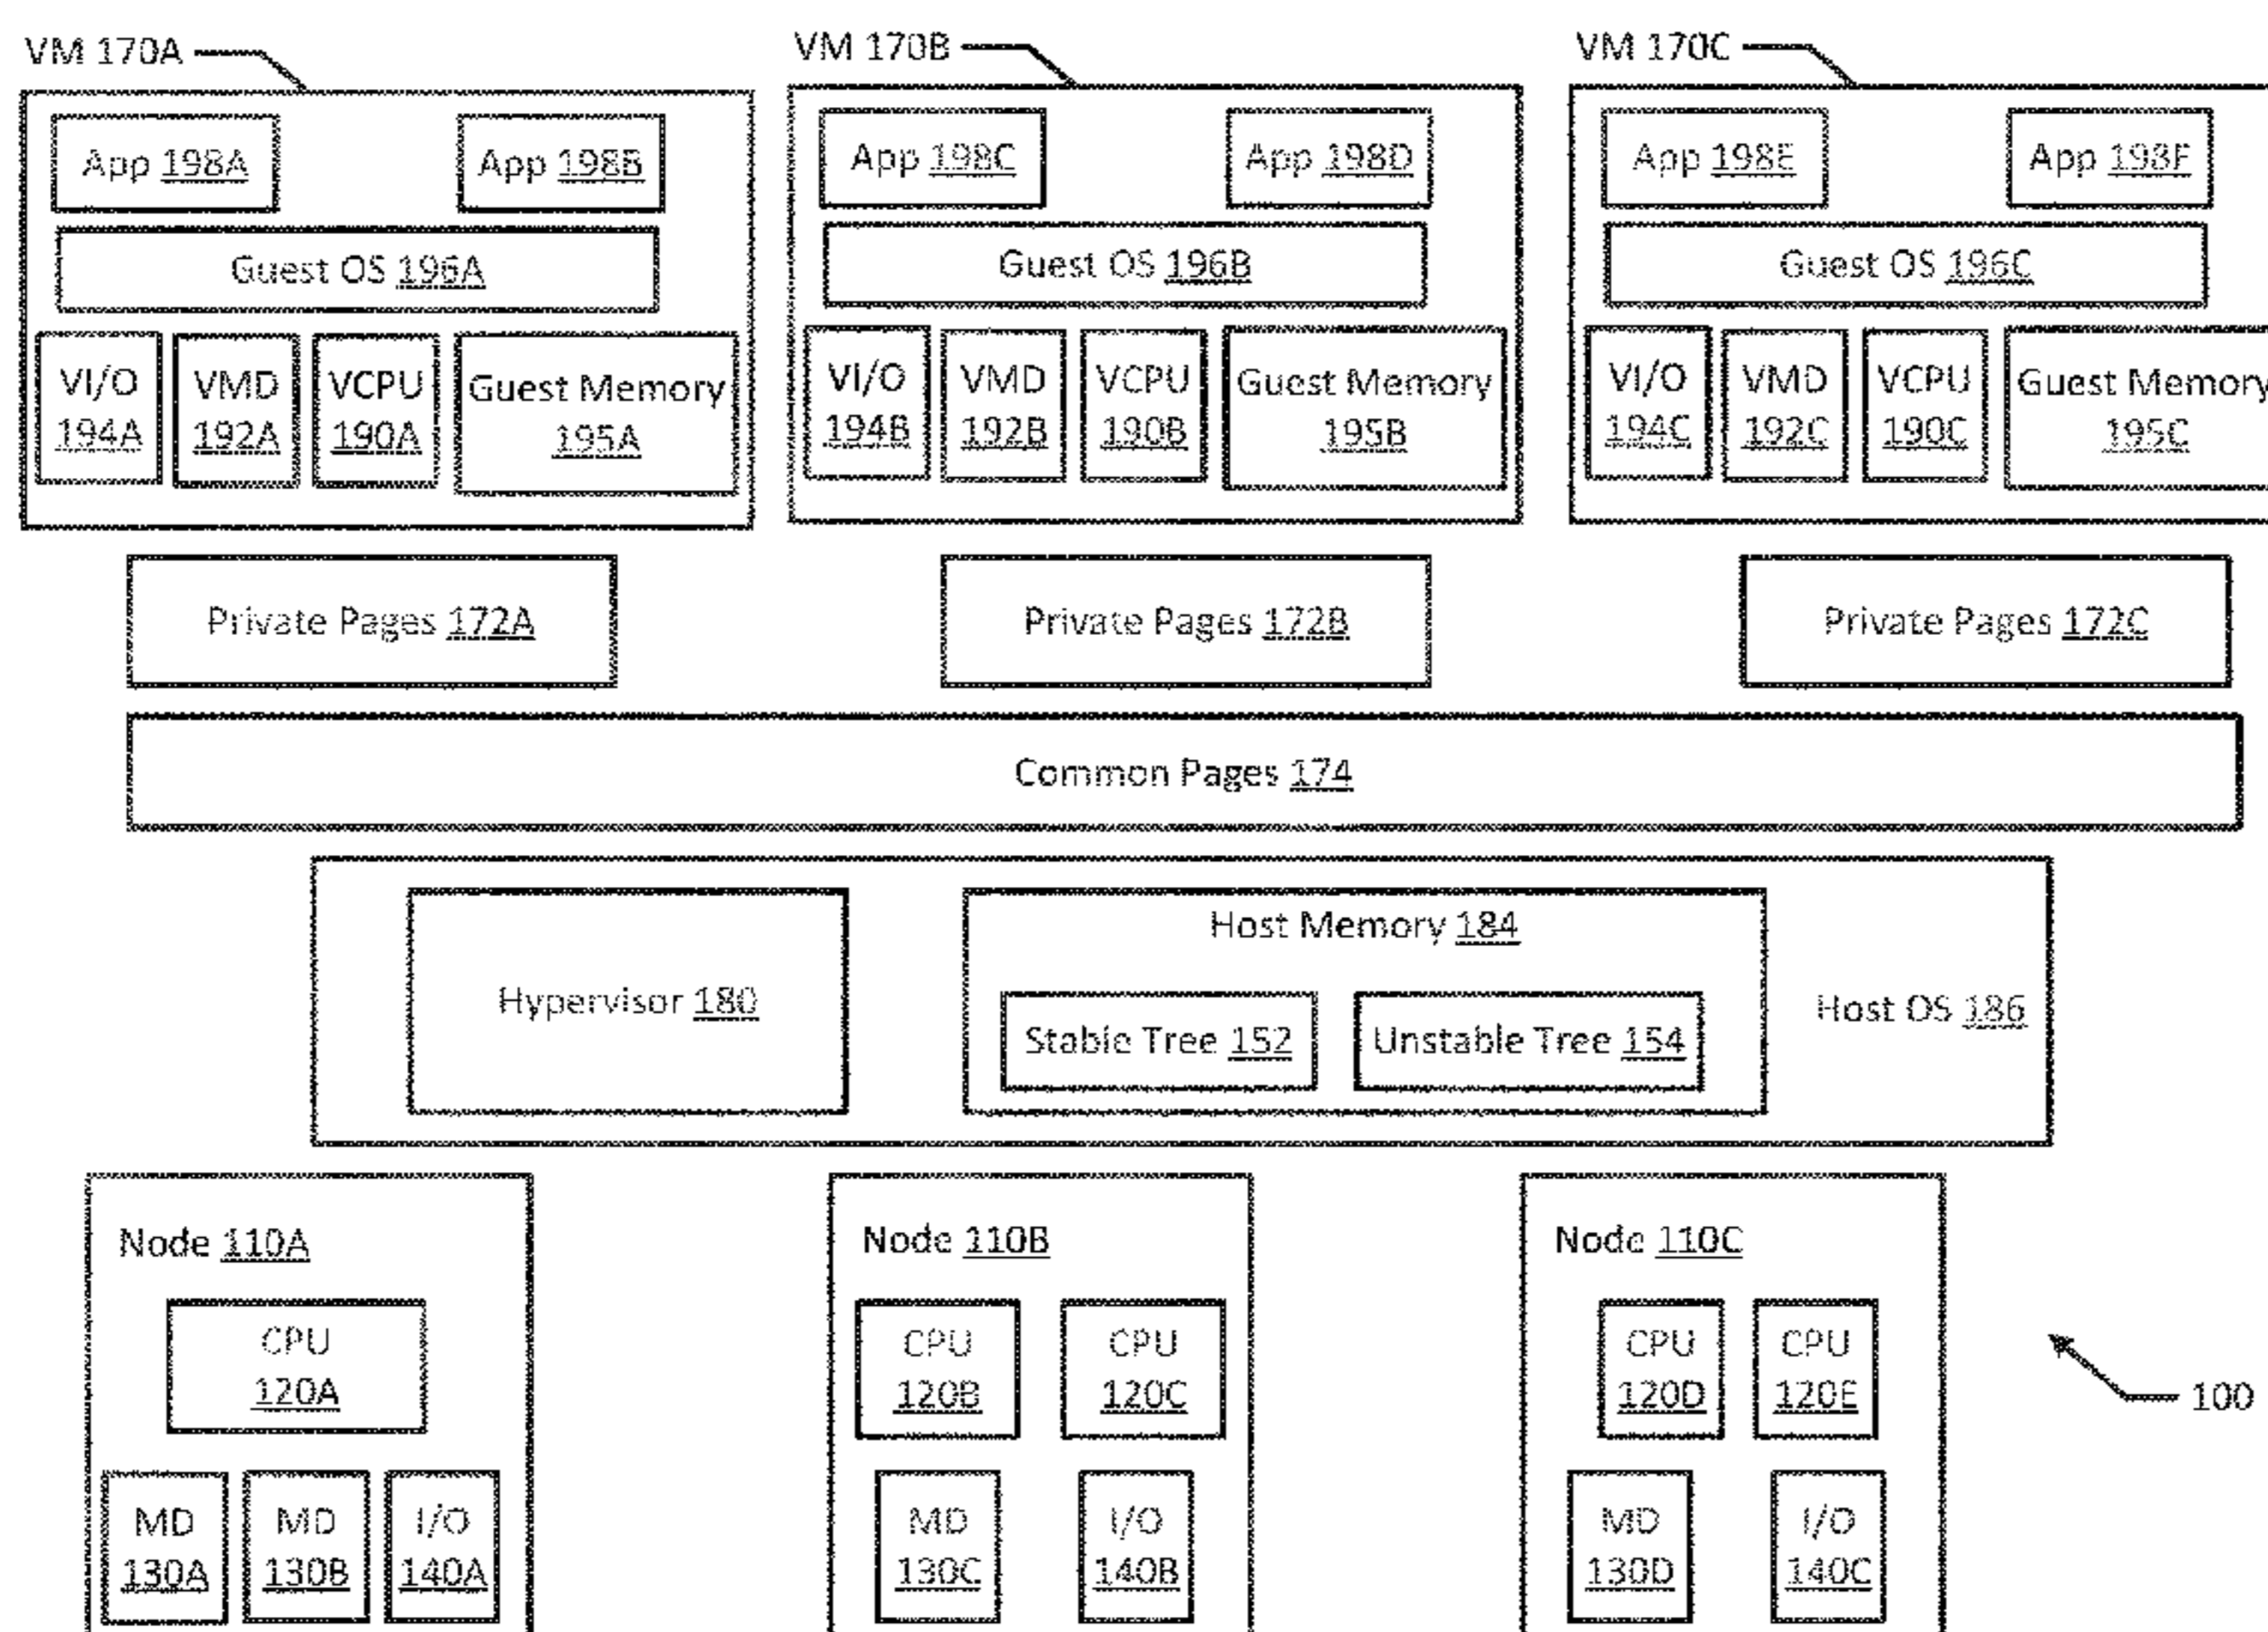 VM 170A
VM 170B
VM 170C
App 198A
App 198B
App 198C
App 198D
App 198E
App 198F
Guest OS 196A
Guest OS 196B
Guest OS 196C
VI/O
194A
VMD
192A
VCPU
190A
Guest Memory
195A
VI/O
194B
VMD
192B
VCPU
190B
Guest Memory
195B
VI/O
194C
VMD
192C
VCPU
190C
Guest Memory
195C
Private Pages 172A
Private Pages 172B
Private Pages 172C
Common Pages 174
Hypervisor 180
Host Memory 184
Stable Tree 152
Unstable Tree 154
Host OS 186
Node 110A
CPU
120A
MD
130A
MD
130B
I/O
140A
Node 110B
CPU
120B
CPU
120C
MD
130C
I/O
140B
Node 110C
CPU
120D
CPU
120E
MD
130D
I/O
140C
100